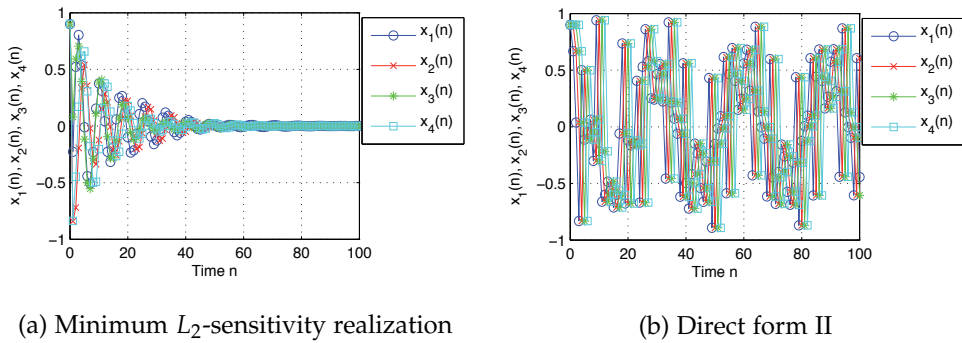 x₁(n), x₂(n), x₃(n), x₄(n)
1
0.5
0
−0.5
−1
0 20 40 60 80 100
Time n
x₁(n)
x₂(n)
x₃(n)
x₄(n)
(a) Minimum L₂-sensitivity realization
x₁(n), x₂(n), x₃(n), x₄(n)
1
0.5
0
−0.5
−1
0 20 40 60 80 100
Time n
x₁(n)
x₂(n)
x₃(n)
x₄(n)
(b) Direct form II